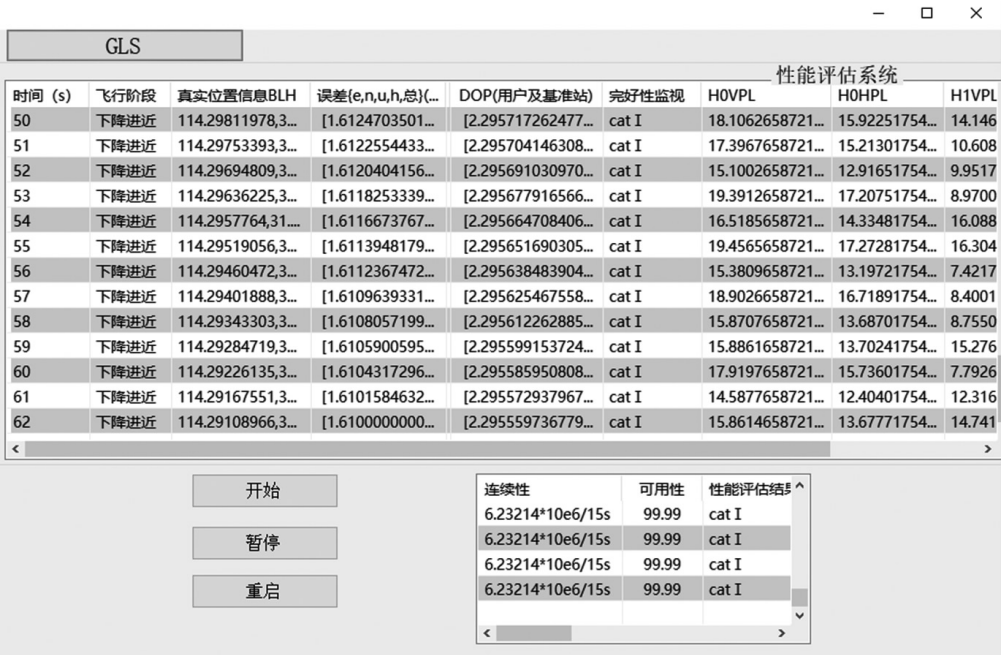 GLS
性能评估系统
时间（s） 飞行阶段 真实位置信息BLH 误差{e,n,u,h,总}(... DOP(用户及基准站) 完好性监视 H0VPL H0HPL H1VPL
50 下降进近 114.29811978,3... [1.6124703501... [2.295717262477... cat I 18.1062658721... 15.92251754... 14.146
51 下降进近 114.29753393,3... [1.6122554433... [2.295704146308... cat I 17.3967658721... 15.21301754... 10.608
52 下降进近 114.29694809,3... [1.6120404156... [2.295691030970... cat I 15.1002658721... 12.91651754... 9.9517
53 下降进近 114.29636225,3... [1.6118253339... [2.295677916566... cat I 19.3912658721... 17.20751754... 8.9700
54 下降进近 114.2957764,31.... [1.6116673767... [2.295664708406... cat I 16.5185658721... 14.33481754... 16.088
55 下降进近 114.29519056,3... [1.6113948179... [2.295651690305... cat I 19.4565658721... 17.27281754... 16.304
56 下降进近 114.29460472,3... [1.6112367472... [2.295638483904... cat I 15.3809658721... 13.19721754... 7.4217
57 下降进近 114.29401888,3... [1.6109639331... [2.295625467558... cat I 18.9026658721... 16.71891754... 8.4001
58 下降进近 114.29343303,3... [1.6108057199... [2.295612262885... cat I 15.8707658721... 13.68701754... 8.7550
59 下降进近 114.29284719,3... [1.6105900595... [2.295599153724... cat I 15.8861658721... 13.70241754... 15.276
60 下降进近 114.29226135,3... [1.6104317296... [2.295585950808... cat I 17.9197658721... 15.73601754... 7.7926
61 下降进近 114.29167551,3... [1.6101584632... [2.295572937967... cat I 14.5877658721... 12.40401754... 12.316
62 下降进近 114.29108966,3... [1.6100000000... [2.295559736779... cat I 15.8614658721... 13.67771754... 14.741
开始
暂停
重启
连续性 可用性 性能评估结果
6.23214*10e6/15s 99.99 cat I
6.23214*10e6/15s 99.99 cat I
6.23214*10e6/15s 99.99 cat I
6.23214*10e6/15s 99.99 cat I